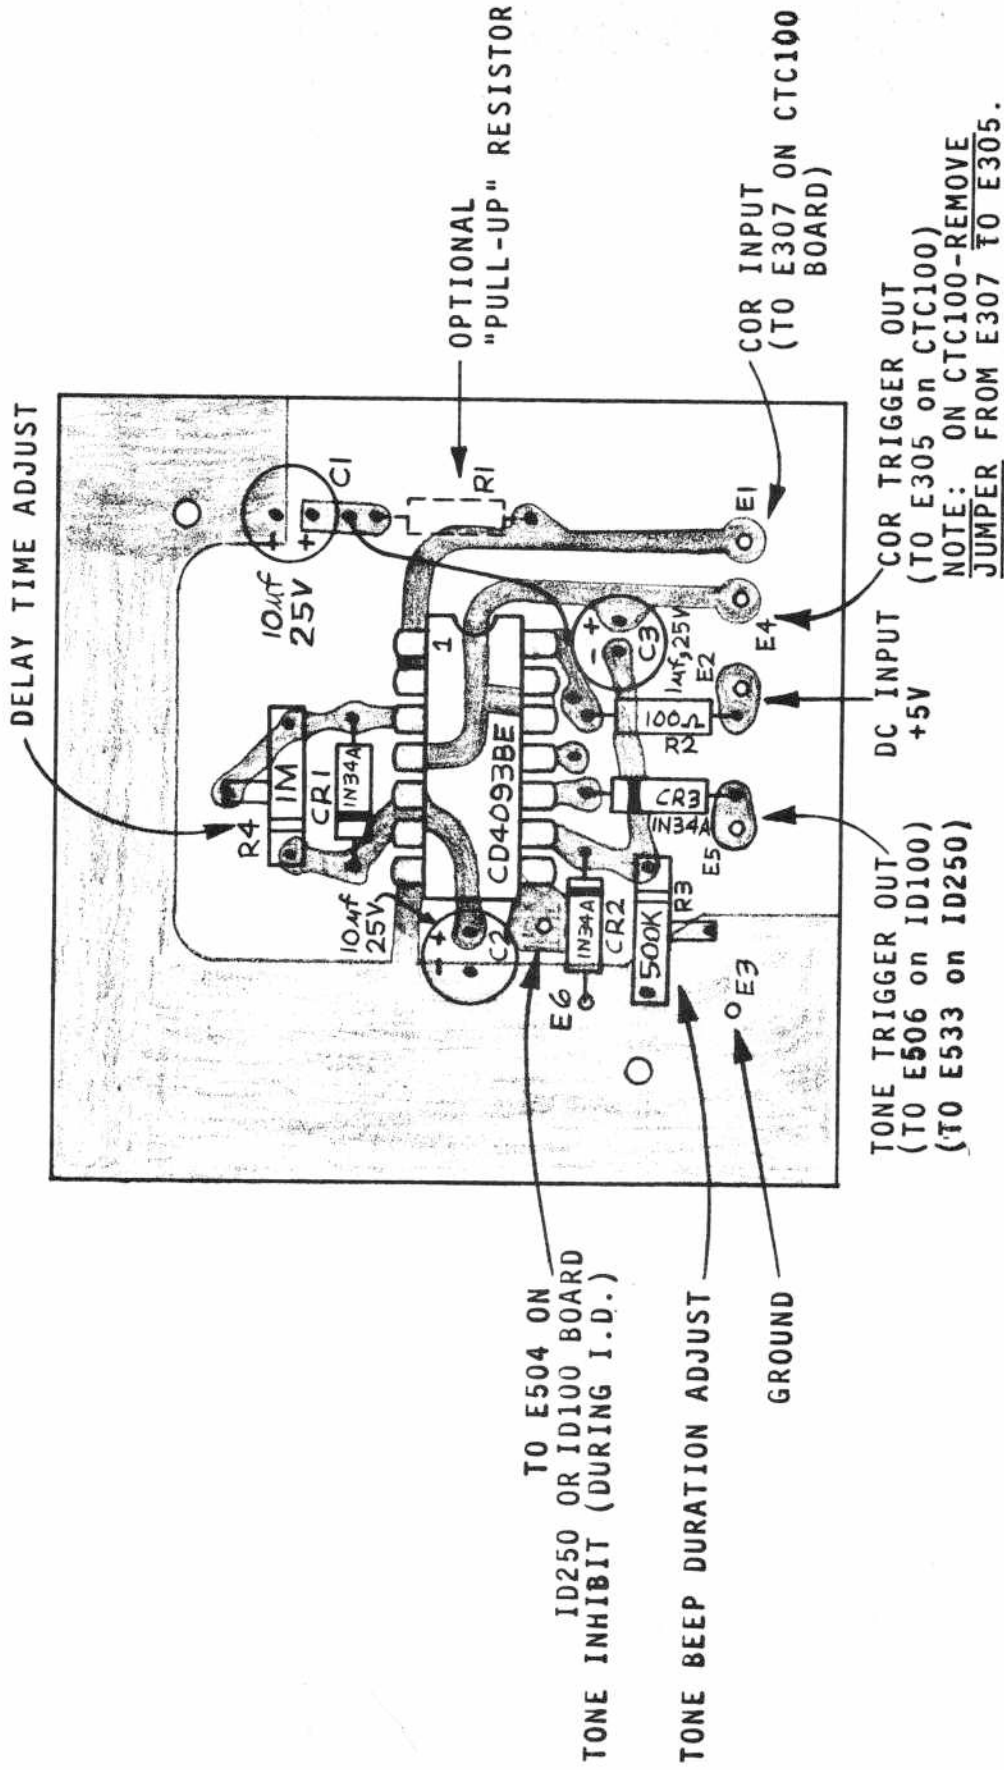 DELAY TIME ADJUST
OPTIONAL
"PULL-UP" RESISTOR
10µf
25V
C1
R1
R4
1M
CR1
1N34A
10µf
25V
1
CD4093BE
C2
E6
1N34A
CR2
500K
R3
CR3
1N34A
E5
100Ω
R2
C3
1µf,25V
E2
E4
E1
E3
COR INPUT
(TO E307 ON CTC100
BOARD)
COR TRIGGER OUT
(TO E305 on CTC100)
NOTE: ON CTC100-REMOVE
JUMPER FROM E307 TO E305.
DC INPUT
+5V
TONE TRIGGER OUT
(TO E506 on ID100)
(TO E533 on ID250)
TO E504 ON
ID250 OR ID100 BOARD
TONE INHIBIT (DURING I.D.)
TONE BEEP DURATION ADJUST
GROUND